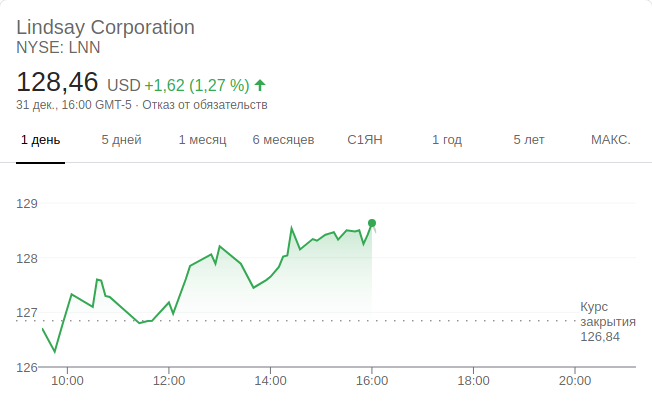 Lindsay Corporation
NYSE: LNN
128,46 USD +1,62 (1,27 %)
31 дек., 16:00 GMT-5 · Отказ от обязательств
1 день 5 дней 1 месяц 6 месяцев С1ЯН 1 год 5 лет МАКС.
129
128
127
126
Курс
закрытия
126,84
10:00 12:00 14:00 16:00 18:00 20:00